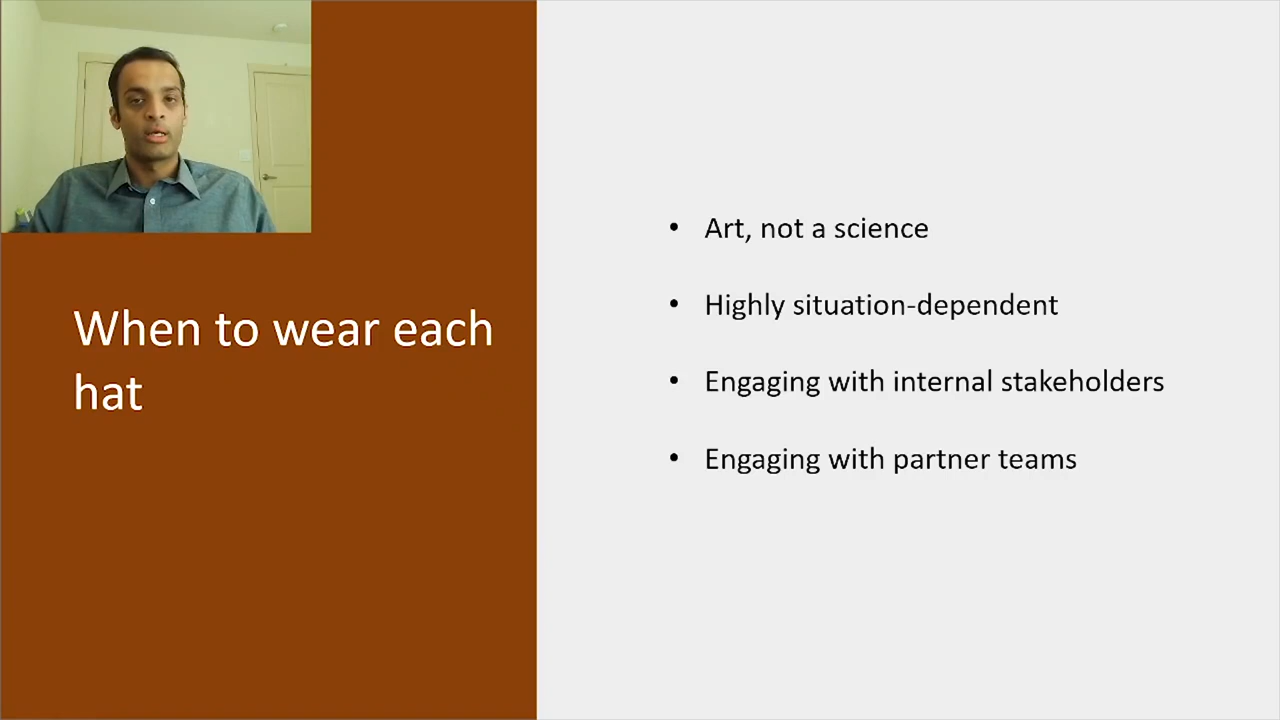 When to wear each
hat
• Art, not a science
• Highly situation-dependent
• Engaging with internal stakeholders
• Engaging with partner teams